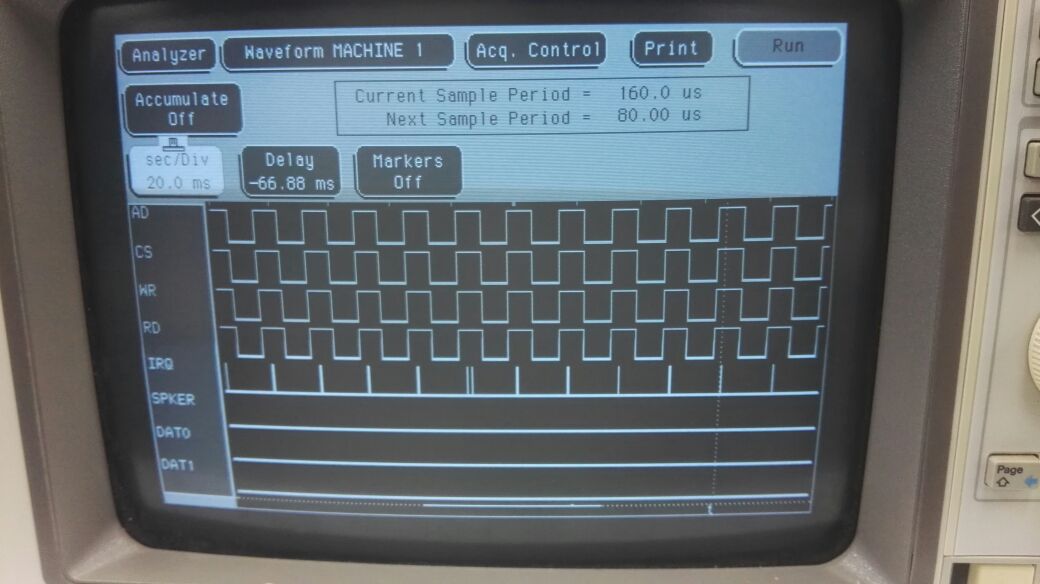 Analyzer Waveform MACHINE 1 Acq. Control Print Run
Accumulate
Off
Current Sample Period = 160.0 us
Next Sample Period = 80.00 us
sec/Div
20.0 ms
Delay
-66.88 ms
Markers
Off
AD
CS
WR
RD
IRQ
SPKER
DAT0
DAT1
Page